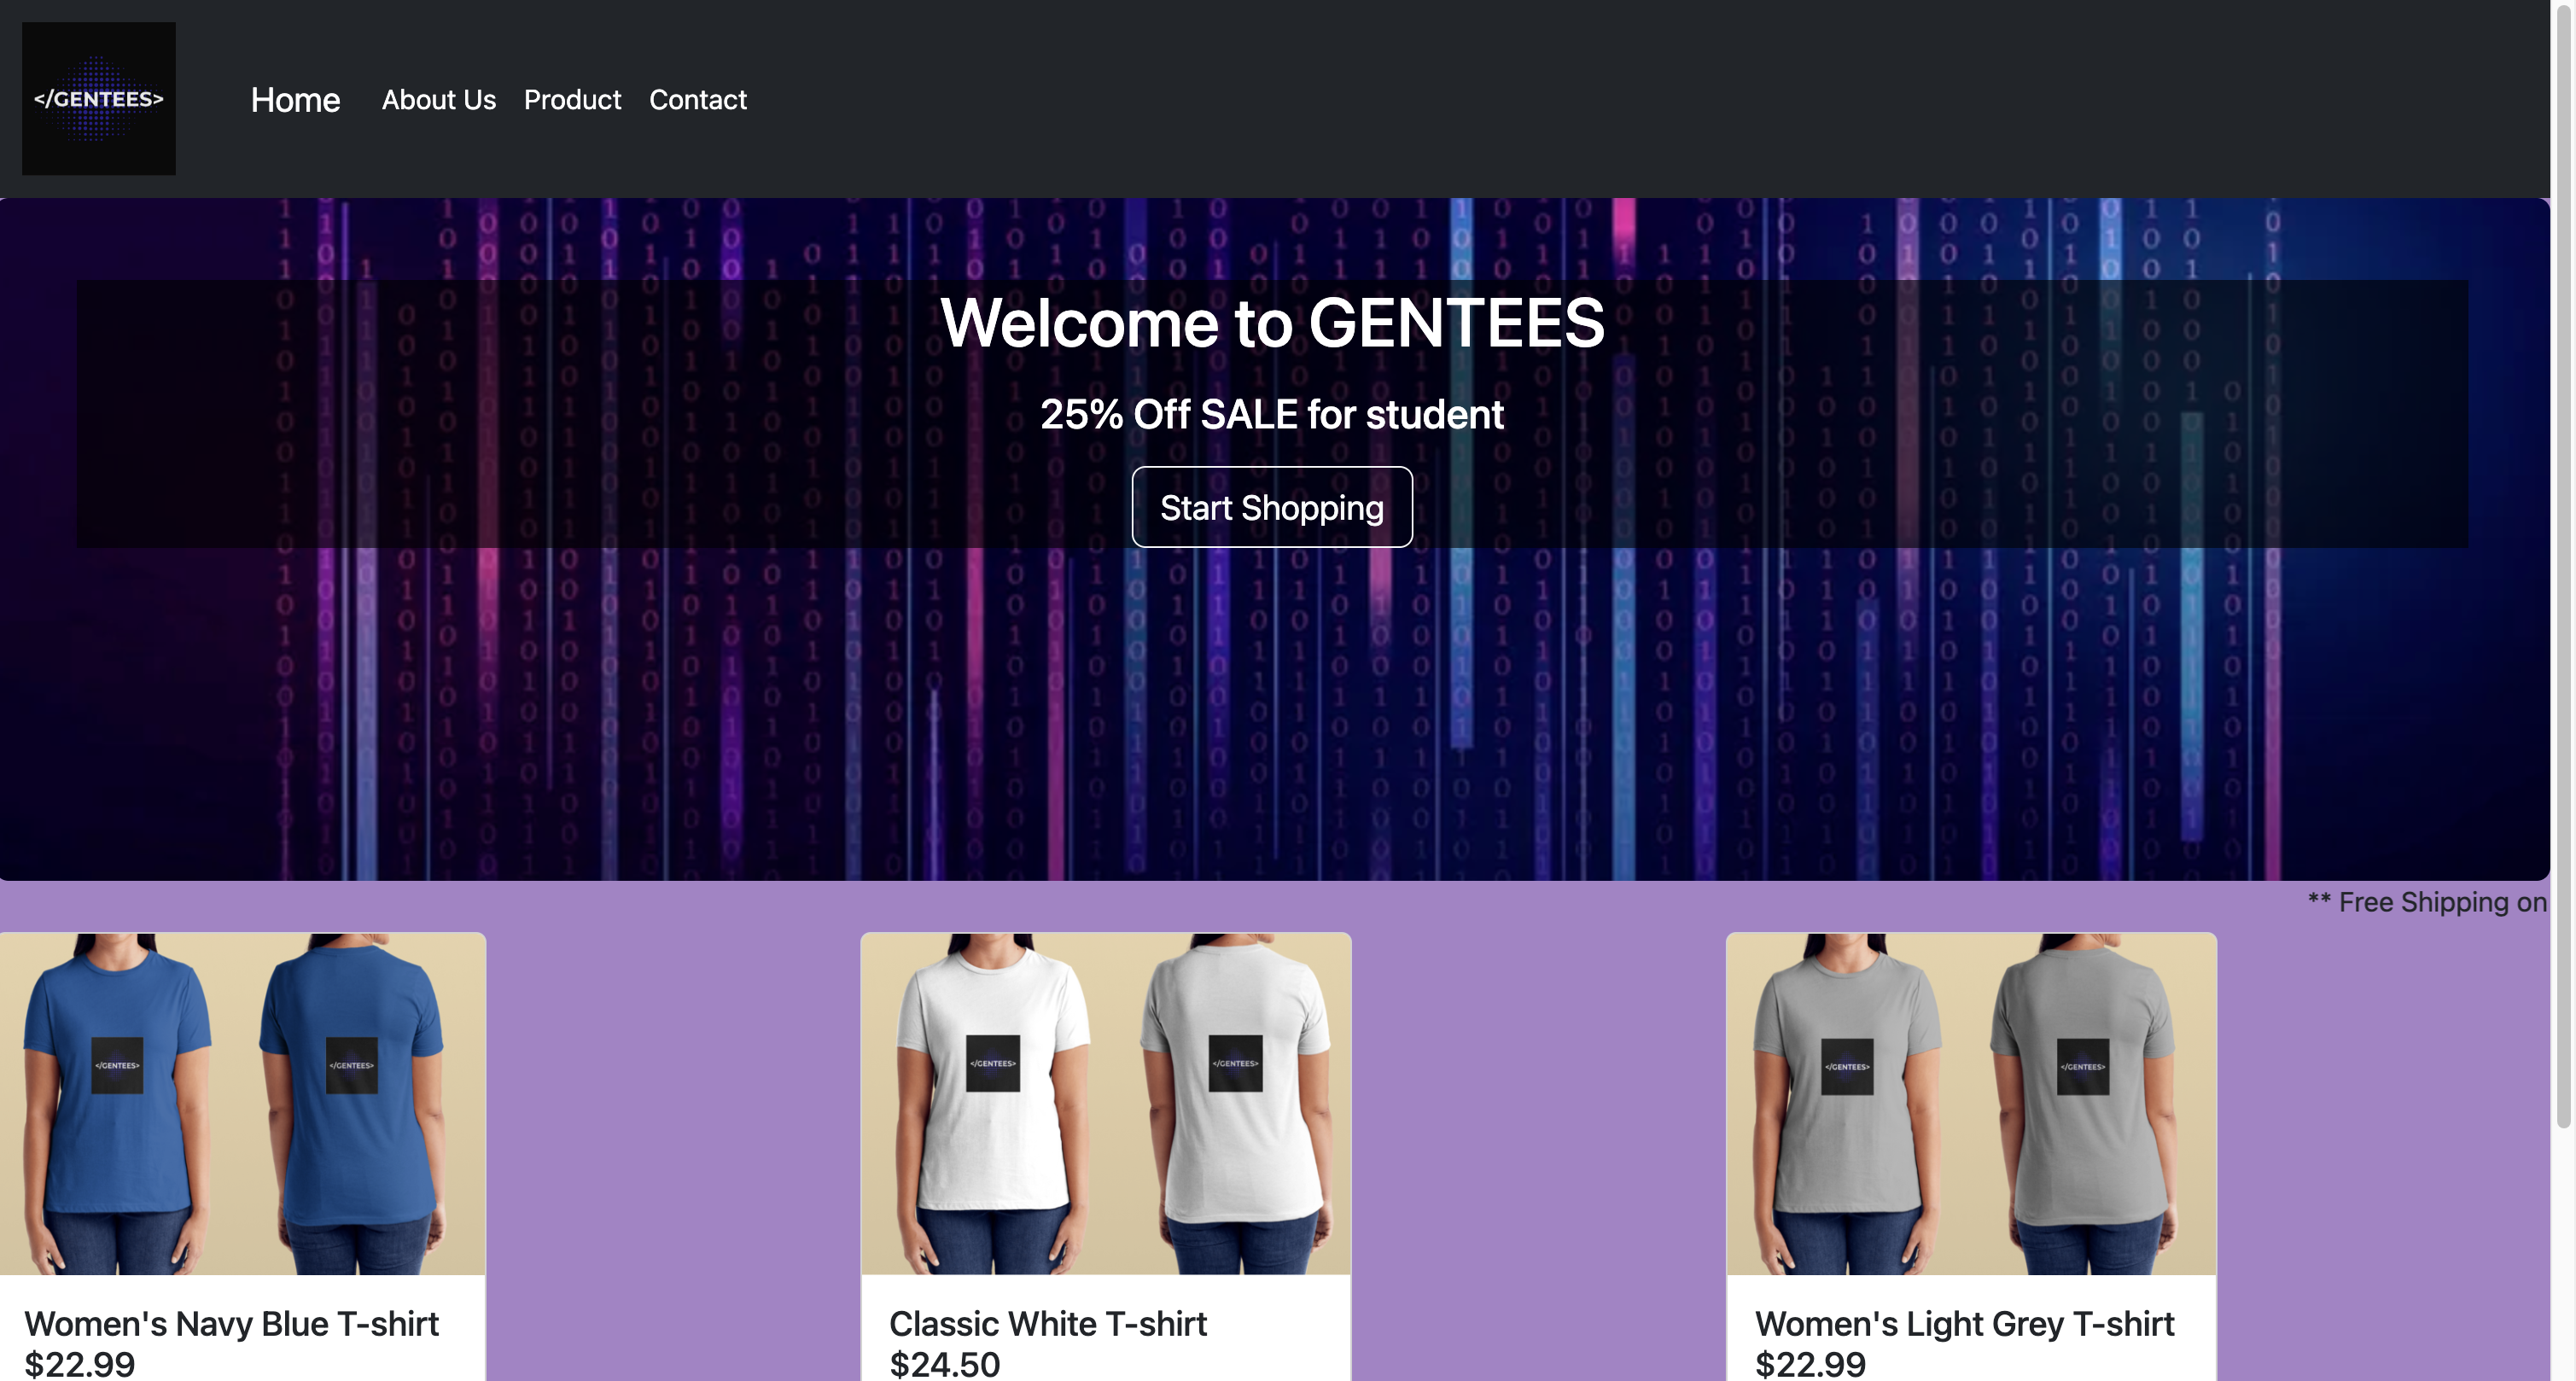 </GENTEES>
Home About Us Product Contact
Welcome to GENTEES
25% Off SALE for student
Start Shopping
** Free Shipping on
</GENTEES> </GENTEES> </GENTEES> </GENTEES> </GENTEES> </GENTEES>
Women's Navy Blue T-shirt
$22.99
Classic White T-shirt
$24.50
Women's Light Grey T-shirt
$22.99